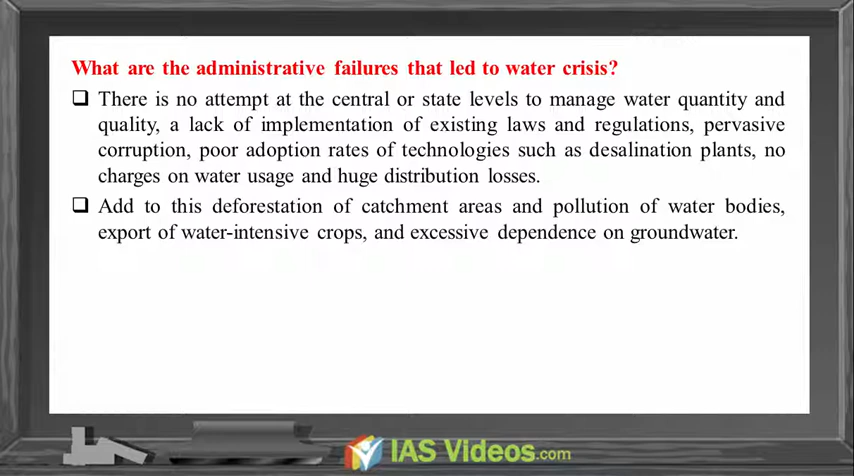 What are the administrative failures that led to water crisis?
❑ There is no attempt at the central or state levels to manage water quantity and
quality, a lack of implementation of existing laws and regulations, pervasive
corruption, poor adoption rates of technologies such as desalination plants, no
charges on water usage and huge distribution losses.
❑ Add to this deforestation of catchment areas and pollution of water bodies,
export of water-intensive crops, and excessive dependence on groundwater.
IAS Videos.com